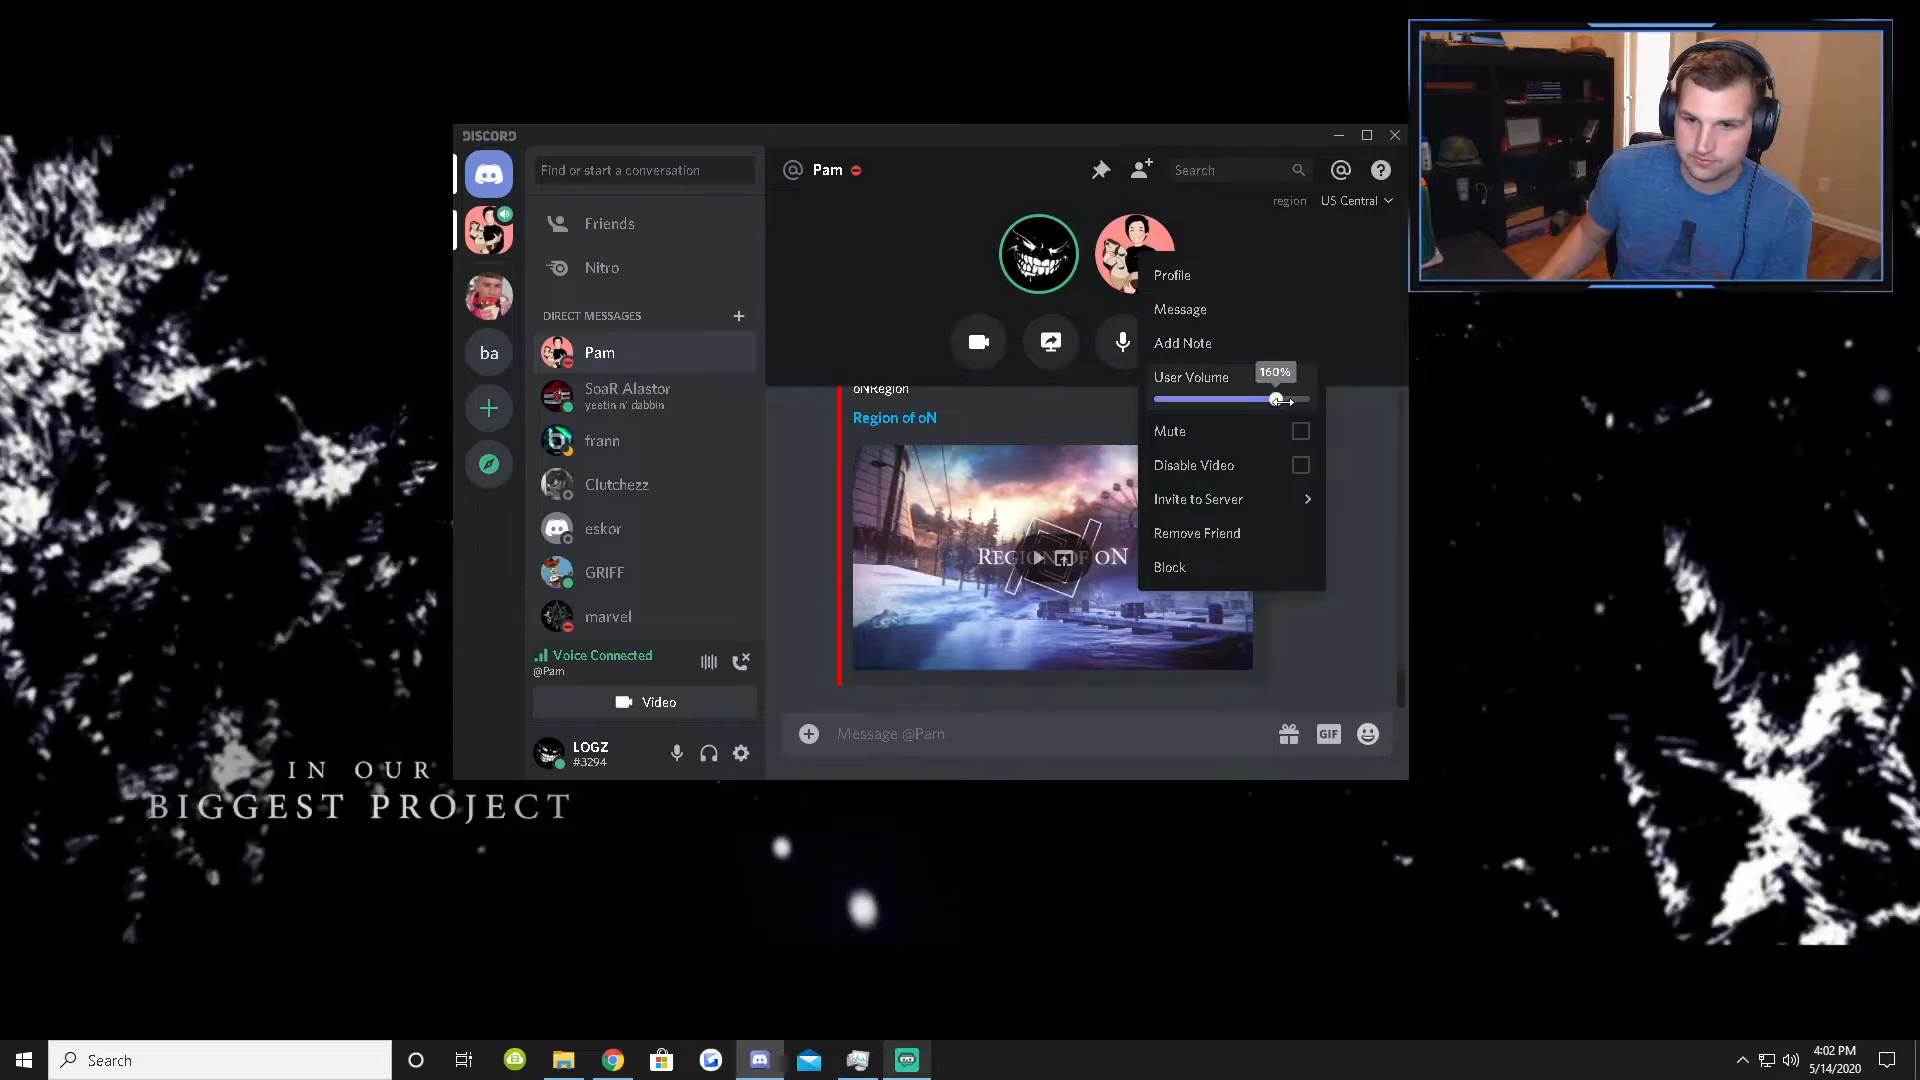 DISCORD
Find or start a conversation
Friends
Nitro
DIRECT MESSAGES
Pam
SoaR Alastor
yeetin n' dabbin
frann
Clutchezz
eskor
GRIFF
marvel
Voice Connected
@Pam
Video
LOGZ
#3294
ba
@ Pam
Search
region US Central
oNRegion
Region of oN
REGION OF ON
Profile
Message
Add Note
User Volume 160%
Mute
Disable Video
Invite to Server
Remove Friend
Block
Message @Pam
GIF
IN OUR
BIGGEST PROJECT
Search
4:02 PM
5/14/2020